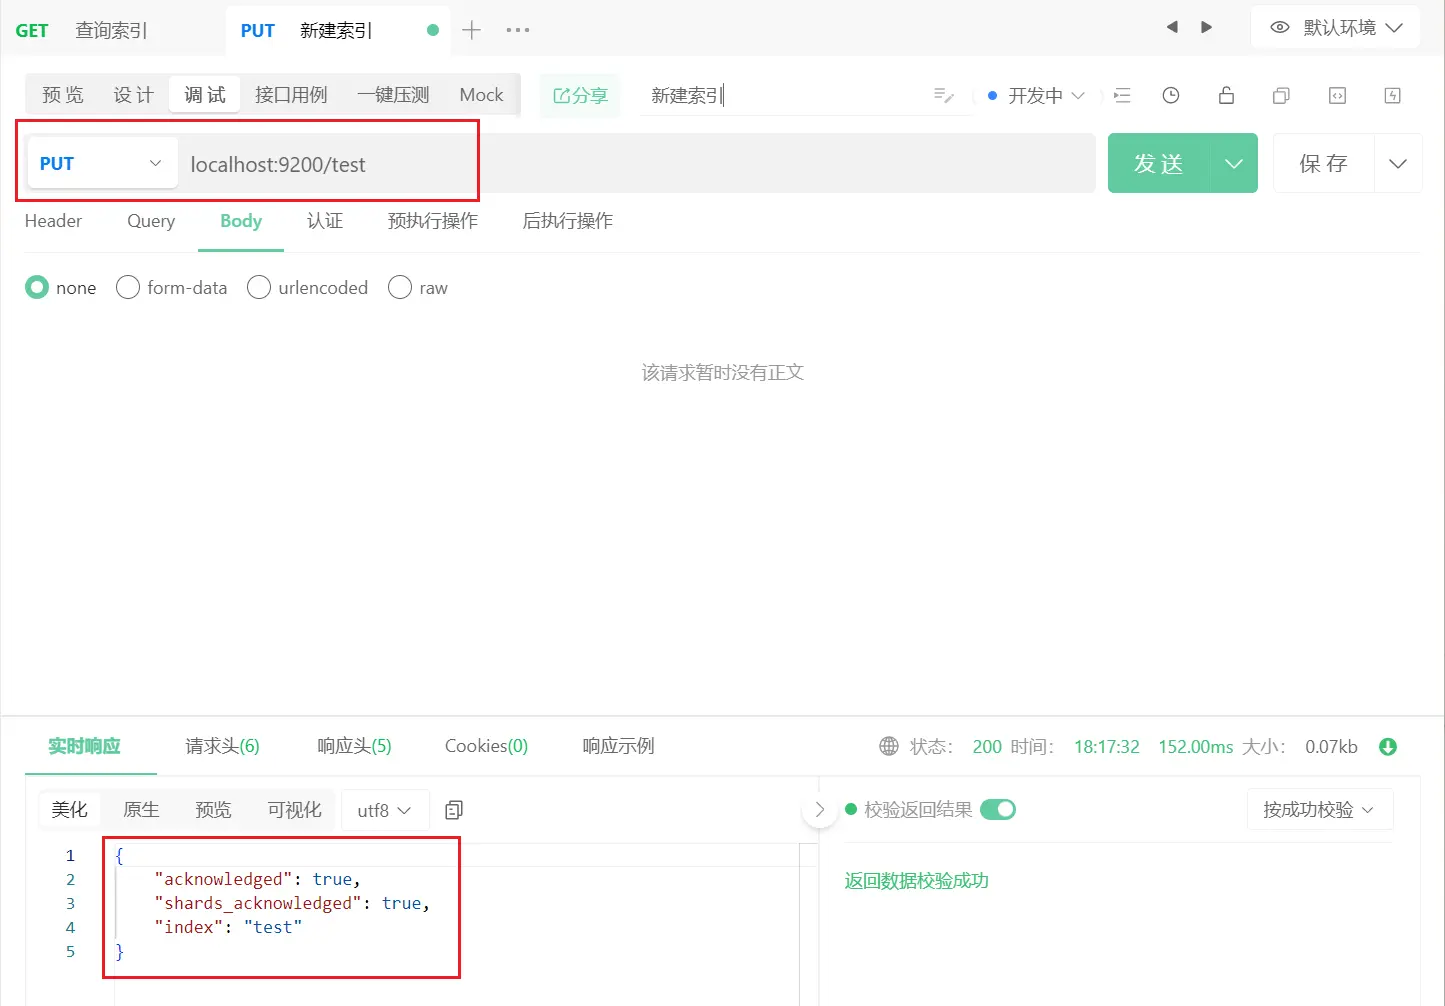 GET 查询索引 PUT 新建索引 默认环境
预览 设计 调试 接口用例 一键压测 Mock 分享 新建索引 开发中
PUT localhost:9200/test 发送 保存
Header Query Body 认证 预执行操作 后执行操作
none form-data urlencoded raw
该请求暂时没有正文
实时响应 请求头(6) 响应头(5) Cookies(0) 响应示例 状态: 200 时间: 18:17:32 152.00ms 大小: 0.07kb
美化 原生 预览 可视化 utf8 校验返回结果 按成功校验
1 {
2 "acknowledged": true,
3 "shards_acknowledged": true,
4 "index": "test"
5 }
返回数据校验成功